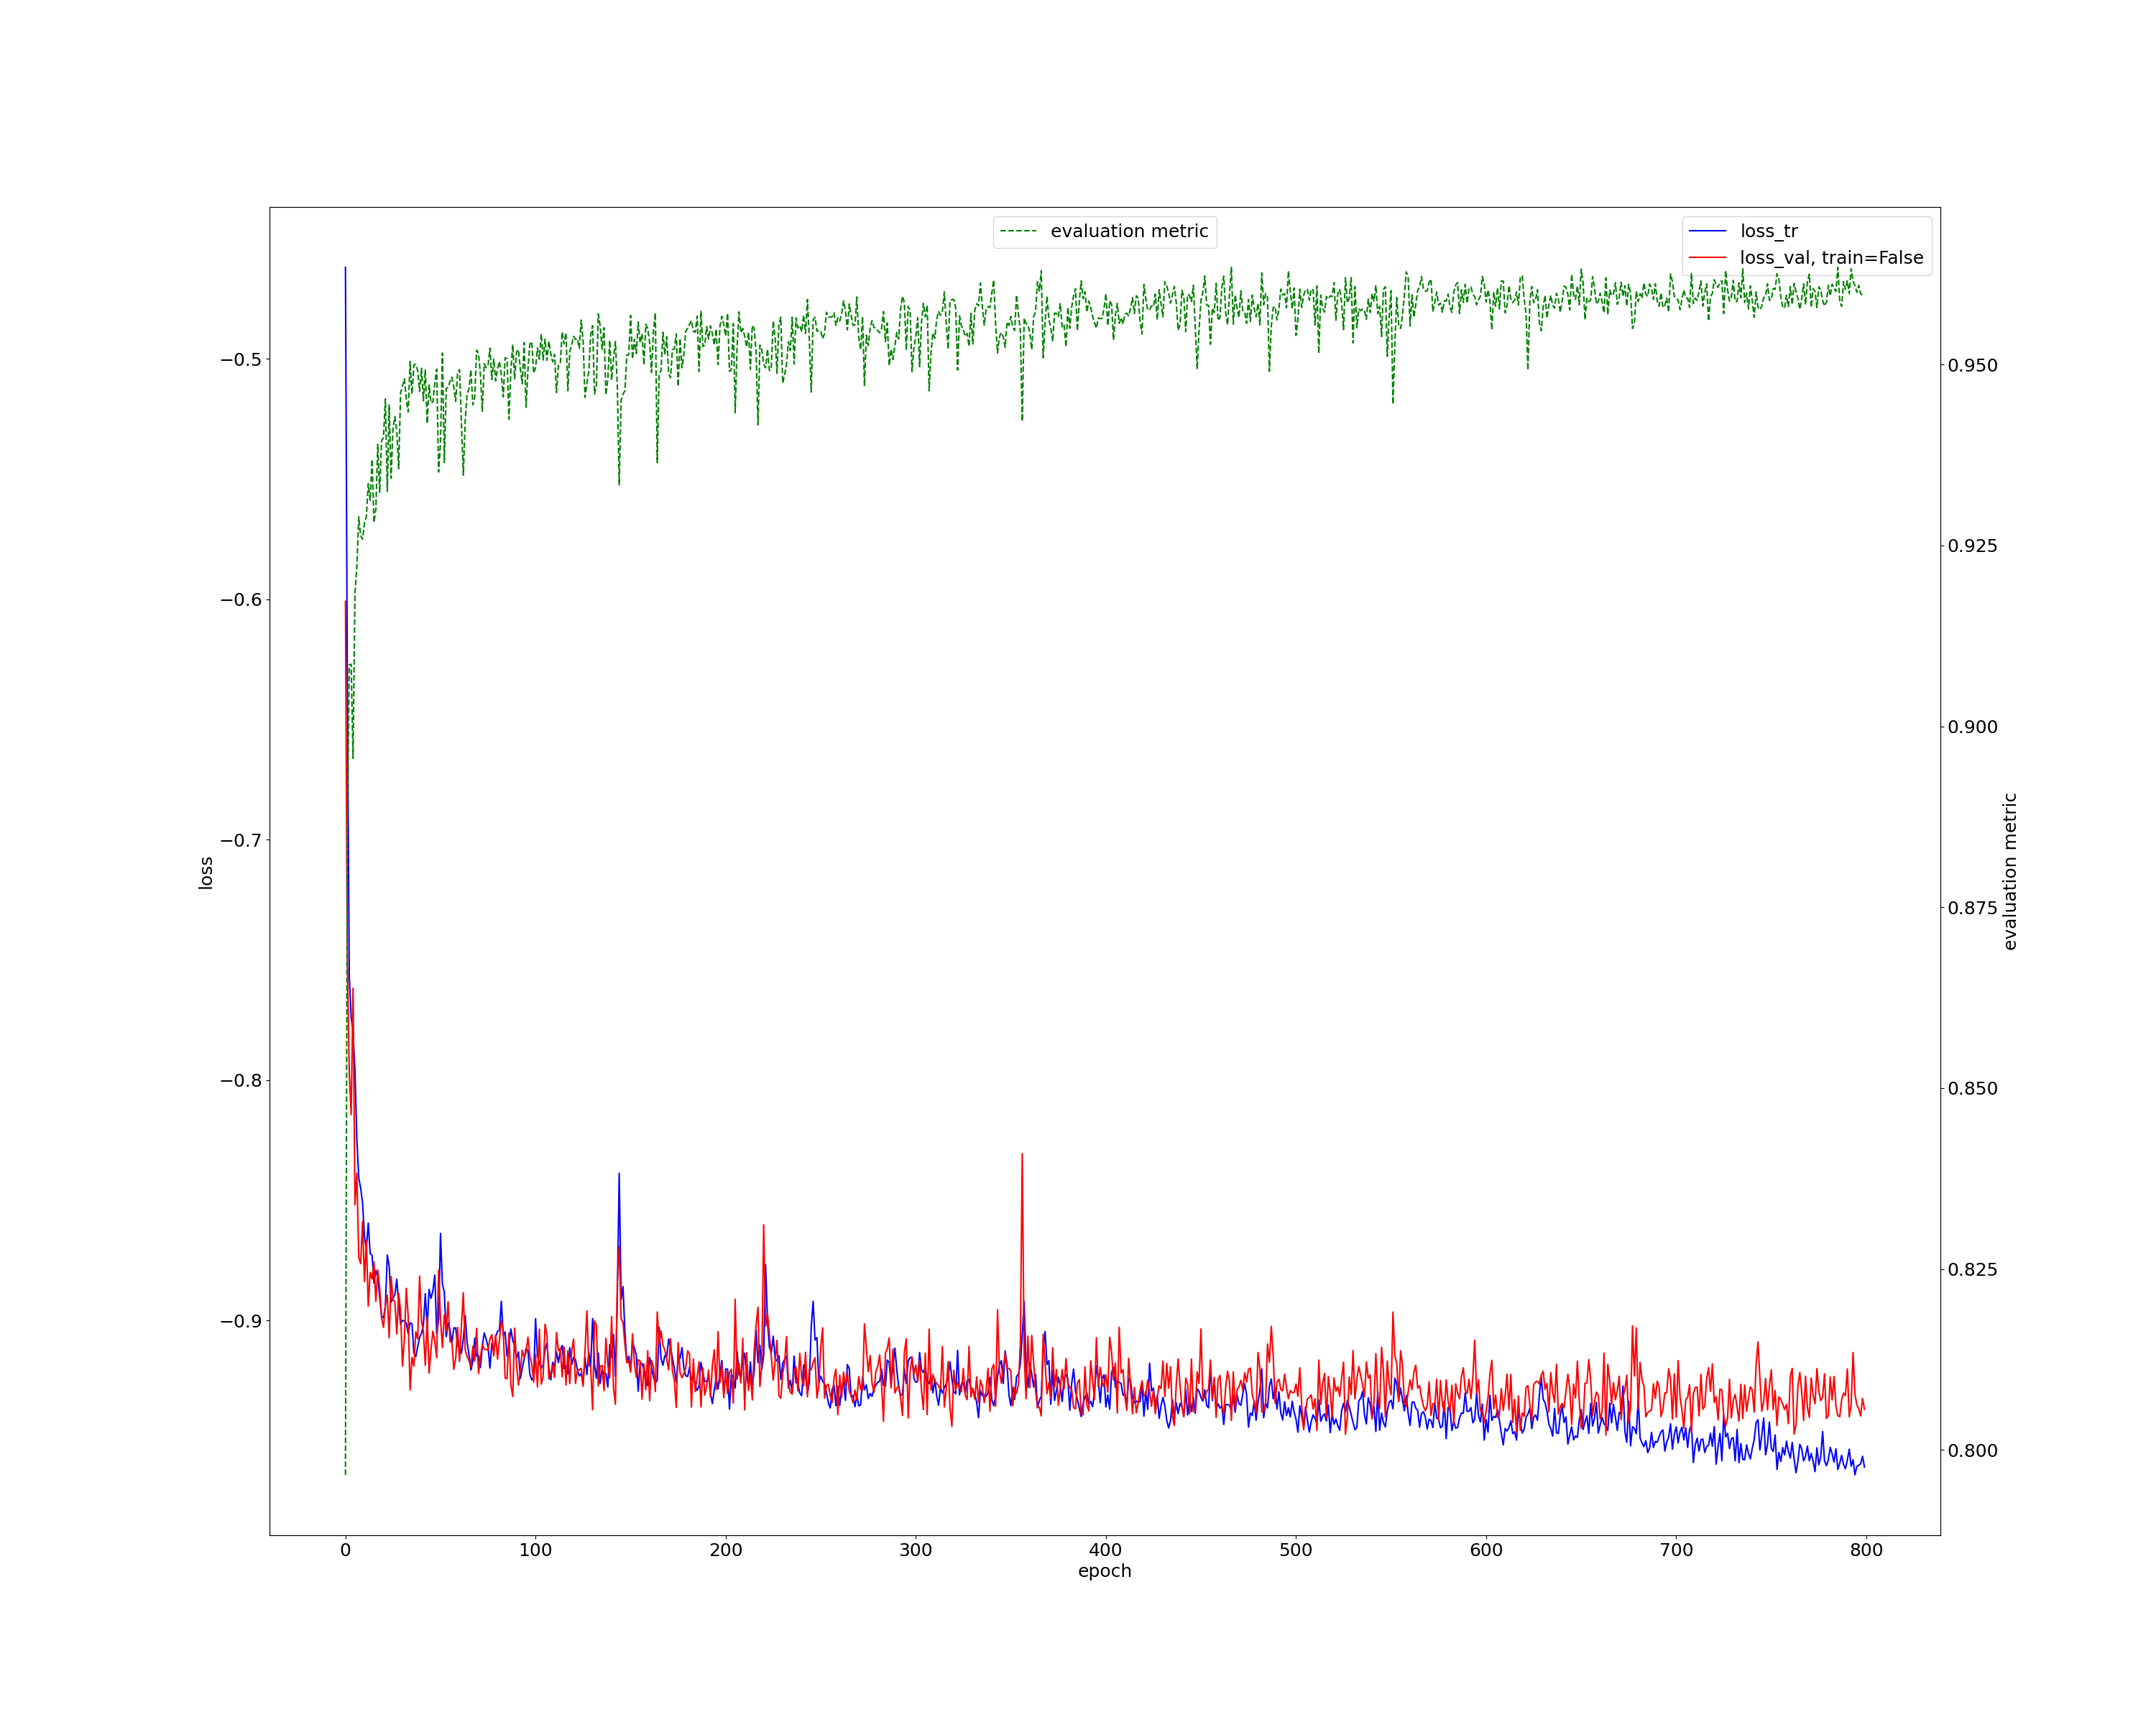 evaluation metric
loss_tr
loss_val, train=False
−0.5
−0.6
−0.7
−0.8
−0.9
loss
0.950
0.925
0.900
0.875
0.850
0.825
0.800
evaluation metric
0 100 200 300 400 500 600 700 800
epoch